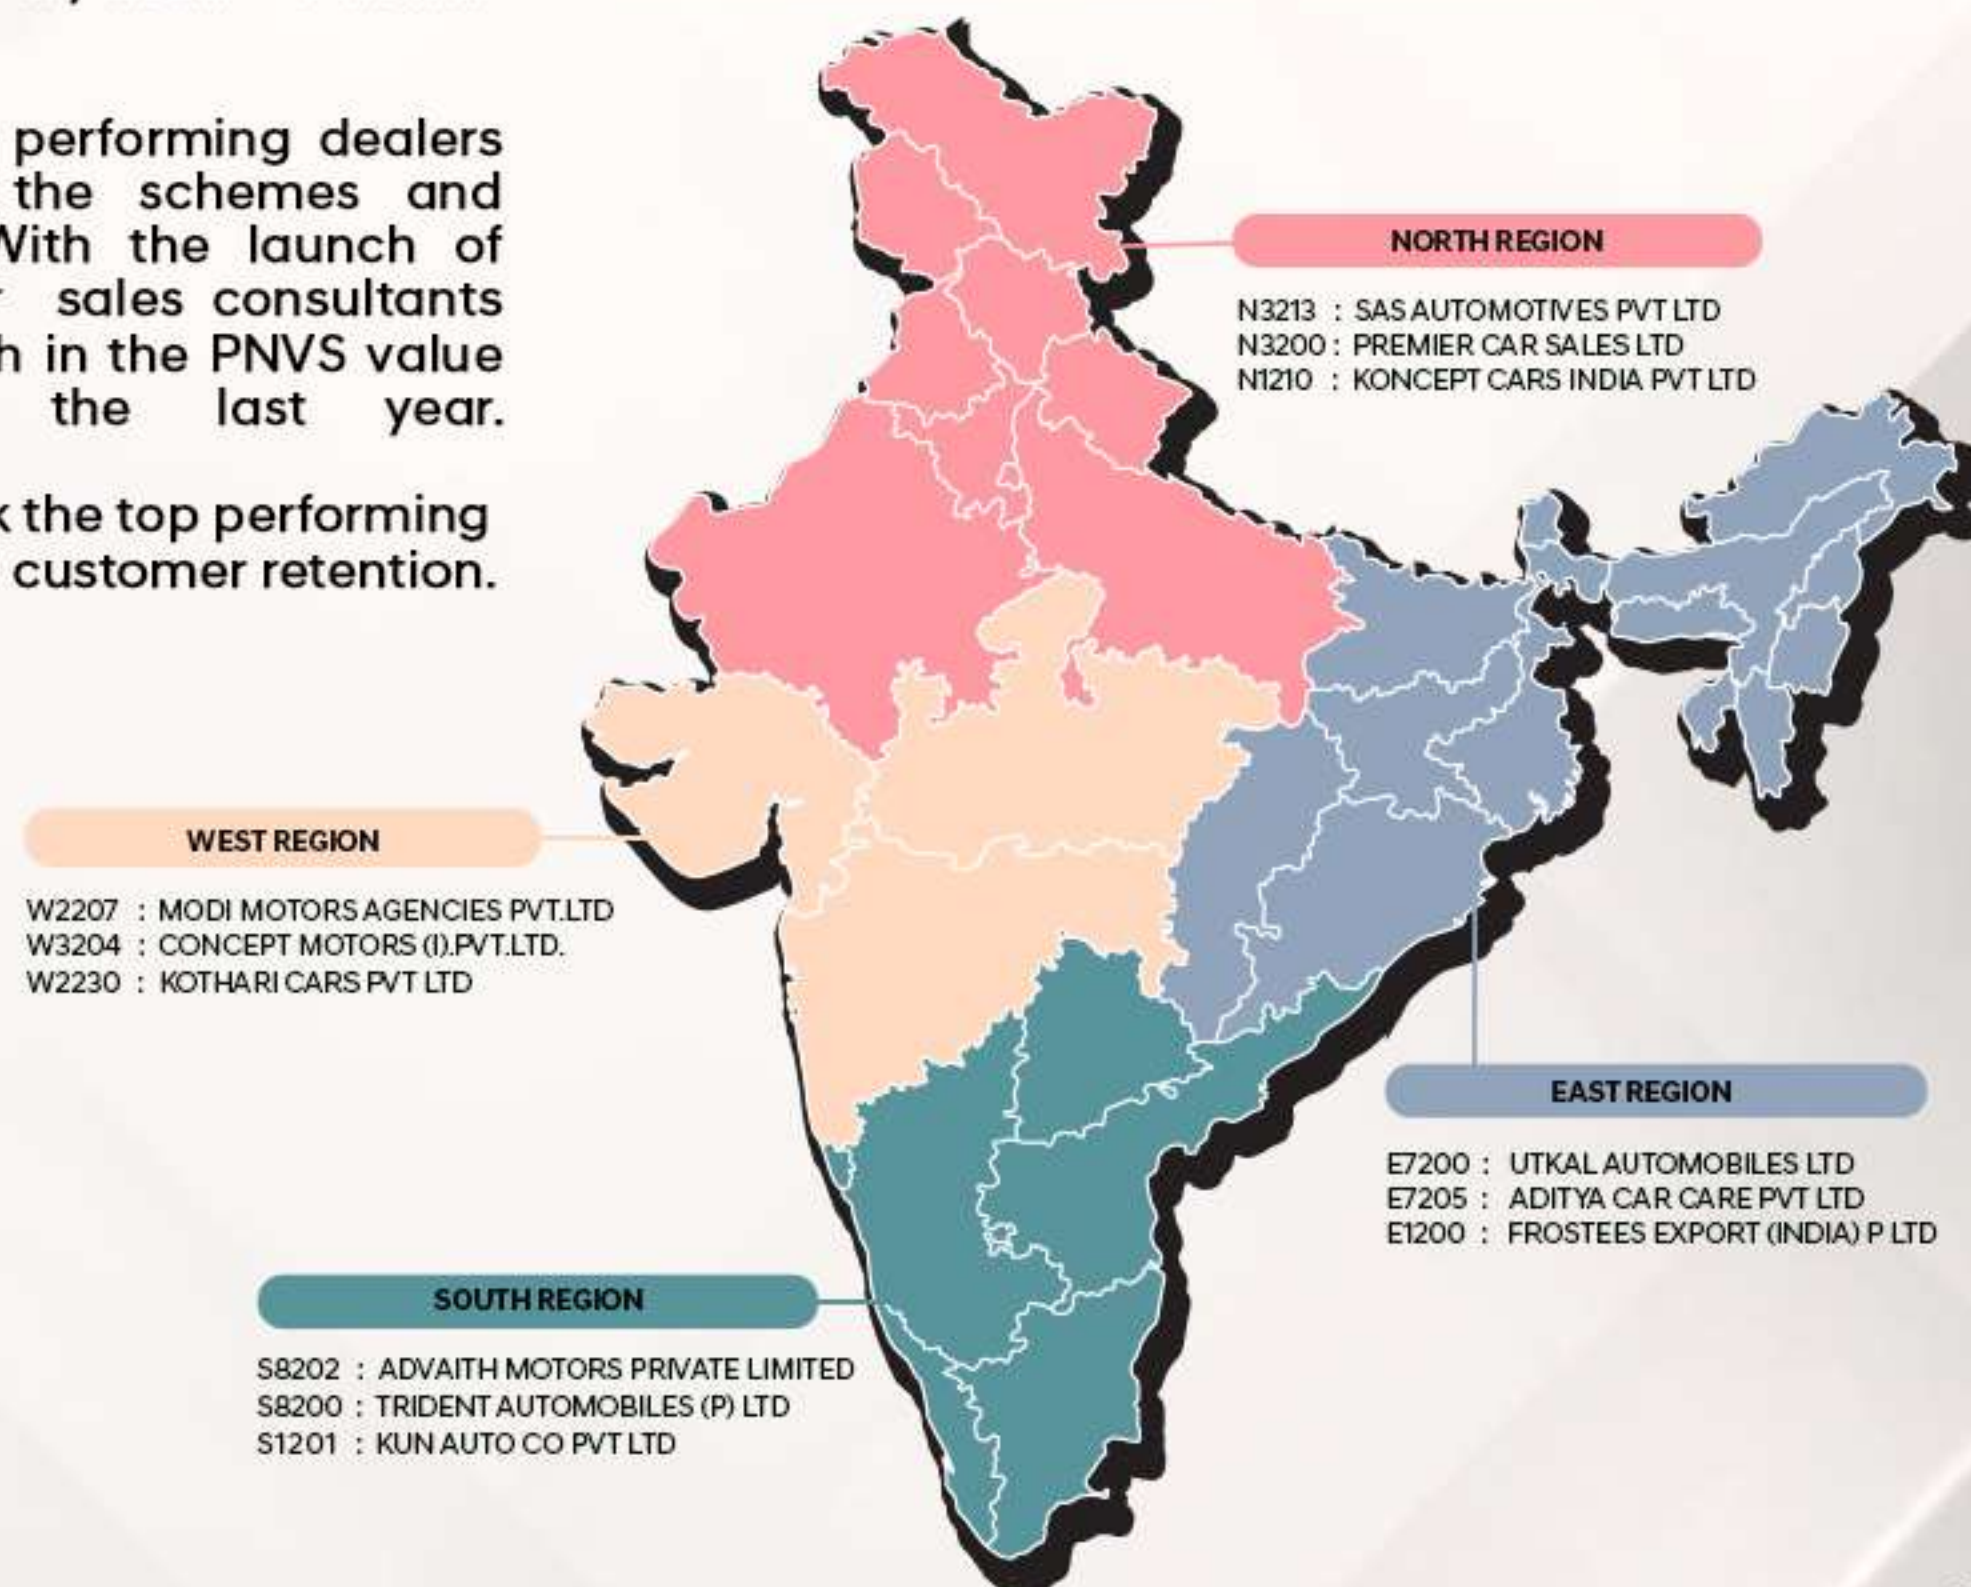 performing dealers
the schemes and
With the launch of
sales consultants
in the PNVS value
the last year.
the top performing
customer retention.
NORTH REGION
N3213 : SAS AUTOMOTIVES PVT LTD
N3200 : PREMIER CAR SALES LTD
N1210 : KONCEPT CARS INDIA PVT LTD
WEST REGION
W2207 : MODI MOTORS AGENCIES PVT.LTD
W3204 : CONCEPT MOTORS (I).PVT.LTD.
W2230 : KOTHARI CARS PVT LTD
EAST REGION
E7200 : UTKAL AUTOMOBILES LTD
E7205 : ADITYA CAR CARE PVT LTD
E1200 : FROSTEES EXPORT (INDIA) P LTD
SOUTH REGION
S8202 : ADVAITH MOTORS PRIVATE LIMITED
S8200 : TRIDENT AUTOMOBILES (P) LTD
S1201 : KUN AUTO CO PVT LTD